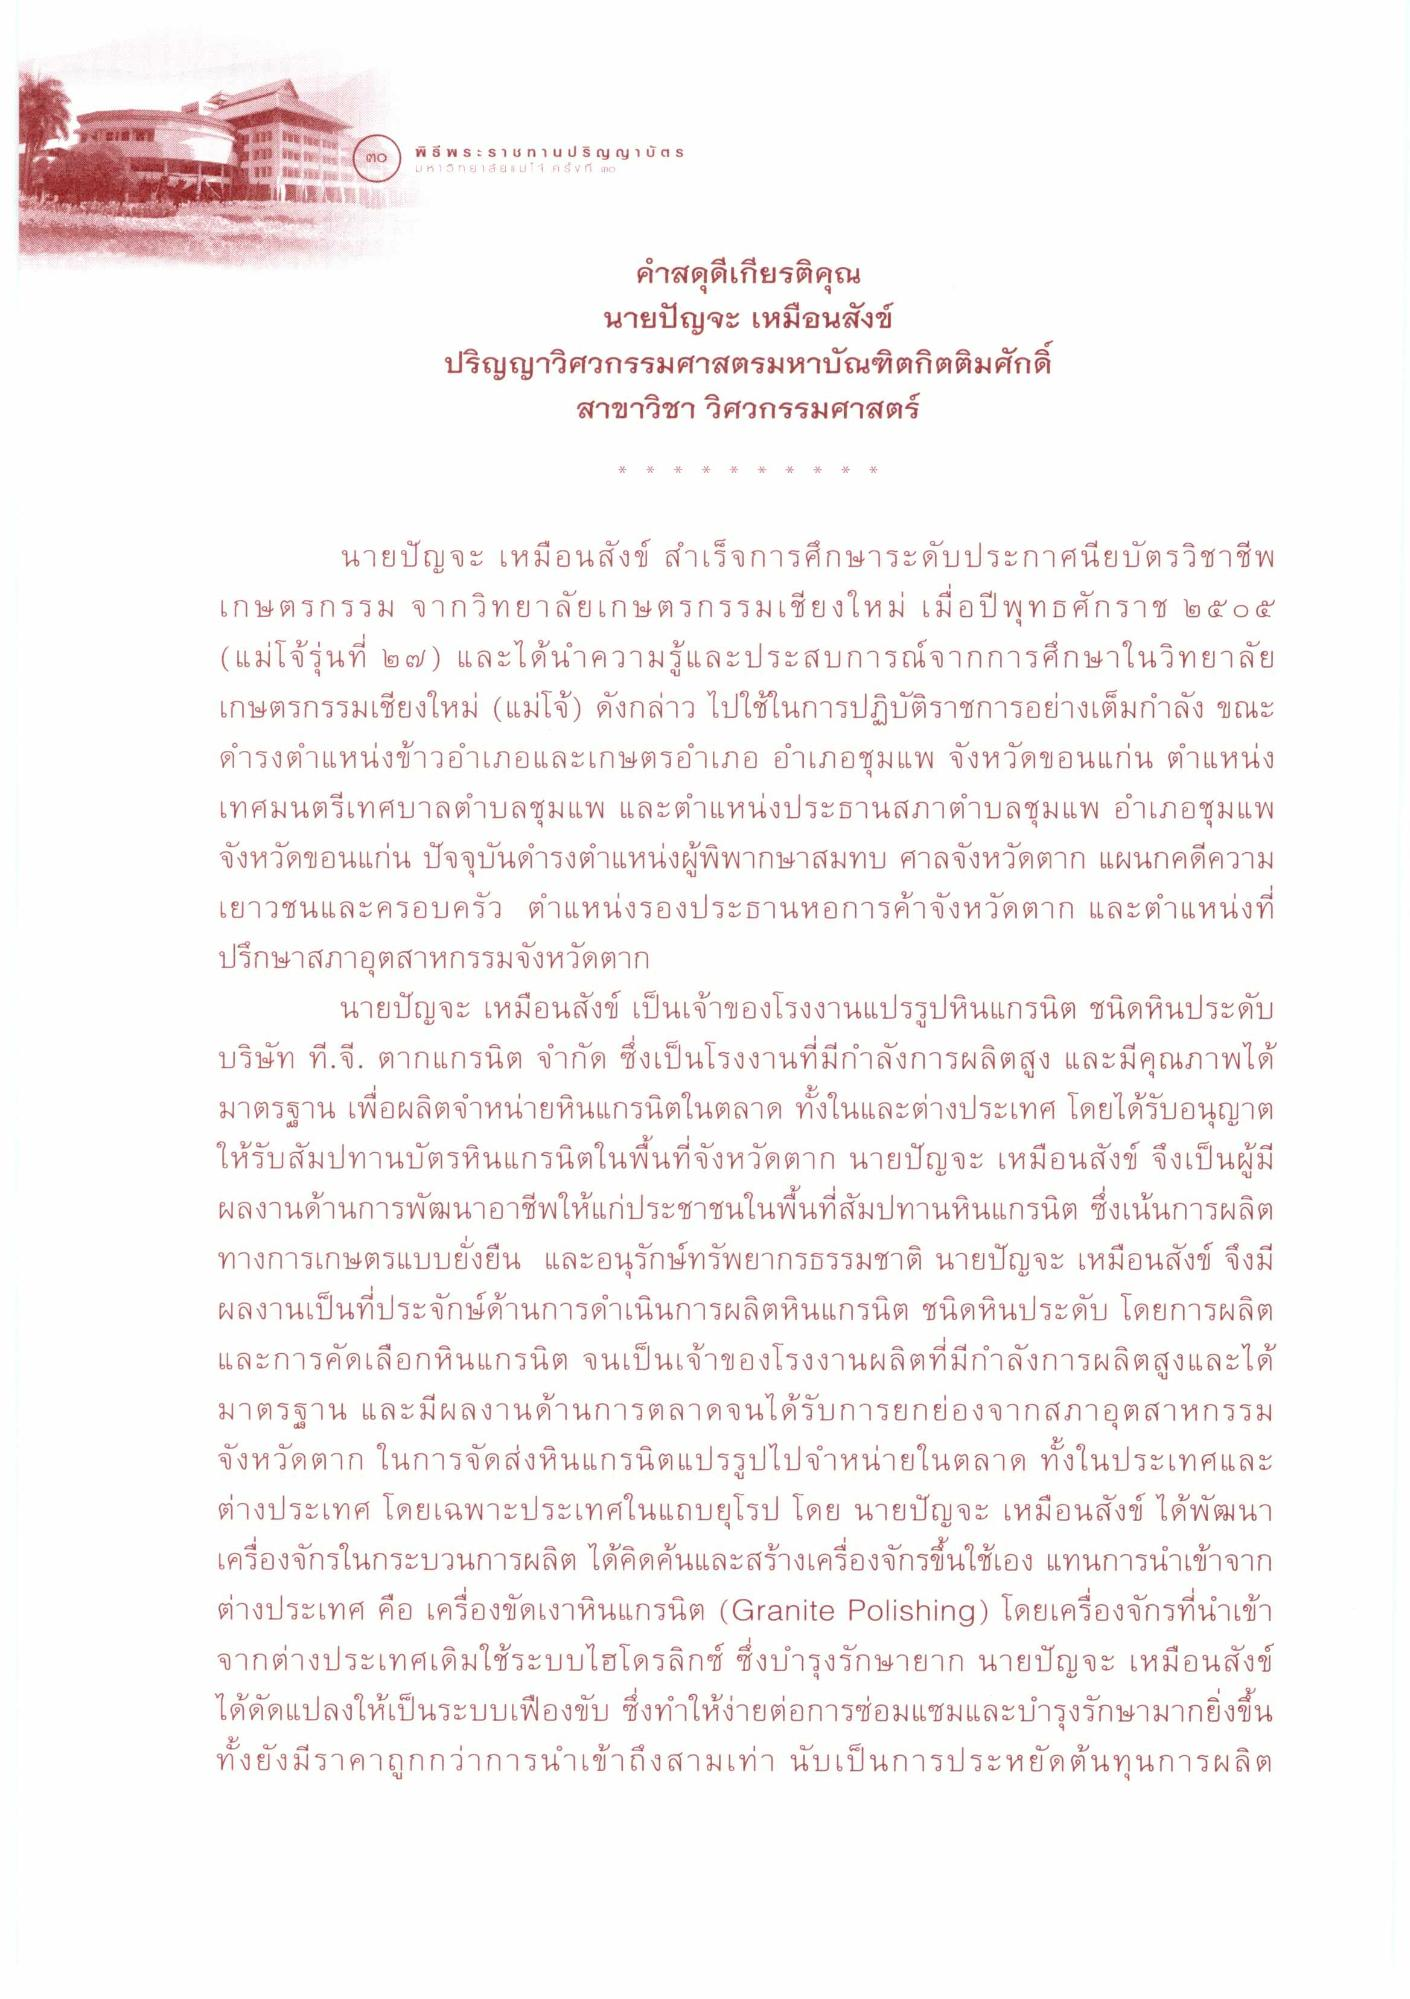 ๓๐
พิธีพระราชทานปริญญาบัตร
มหาวิทยาลัยแม่โจ้ ครั้งที่ ๓๐
คำสดุดีเกียรติคุณ
นายปัญจะ เหมือนสังข์
ปริญญาวิศวกรรมศาสตรมหาบัณฑิตกิตติมศักดิ์
สาขาวิชา วิศวกรรมศาสตร์
* * * * * * * * * *
นายปัญจะ เหมือนสังข์ สำเร็จการศึกษาระดับประกาศนียบัตรวิชาชีพ
เกษตรกรรม จากวิทยาลัยเกษตรกรรมเชียงใหม่ เมื่อปีพุทธศักราช ๒๕๐๕
(แม่โจ้รุ่นที่ ๒๗) และได้นำความรู้และประสบการณ์จากการศึกษาในวิทยาลัย
เกษตรกรรมเชียงใหม่ (แม่โจ้) ดังกล่าว ไปใช้ในการปฏิบัติราชการอย่างเต็มกำลัง ขณะ
ดำรงตำแหน่งข้าวอำเภอและเกษตรอำเภอ อำเภอชุมแพ จังหวัดขอนแก่น ตำแหน่ง
เทศมนตรีเทศบาลตำบลชุมแพ และตำแหน่งประธานสภาตำบลชุมแพ อำเภอชุมแพ
จังหวัดขอนแก่น ปัจจุบันดำรงตำแหน่งผู้พิพากษาสมทบ ศาลจังหวัดตาก แผนกคดีความ
เยาวชนและครอบครัว ตำแหน่งรองประธานหอการค้าจังหวัดตาก และตำแหน่งที่
ปรึกษาสภาอุตสาหกรรมจังหวัดตาก
นายปัญจะ เหมือนสังข์ เป็นเจ้าของโรงงานแปรรูปหินแกรนิต ชนิดหินประดับ
บริษัท ที.จี. ตากแกรนิต จำกัด ซึ่งเป็นโรงงานที่มีกำลังการผลิตสูง และมีคุณภาพได้
มาตรฐาน เพื่อผลิตจำหน่ายหินแกรนิตในตลาด ทั้งในและต่างประเทศ โดยได้รับอนุญาต
ให้รับสัมปทานบัตรหินแกรนิตในพื้นที่จังหวัดตาก นายปัญจะ เหมือนสังข์ จึงเป็นผู้มี
ผลงานด้านการพัฒนาอาชีพให้แก่ประชาชนในพื้นที่สัมปทานหินแกรนิต ซึ่งเน้นการผลิต
ทางการเกษตรแบบยั่งยืน และอนุรักษ์ทรัพยากรธรรมชาติ นายปัญจะ เหมือนสังข์ จึงมี
ผลงานเป็นที่ประจักษ์ด้านการดำเนินการผลิตหินแกรนิต ชนิดหินประดับ โดยการผลิต
และการคัดเลือกหินแกรนิต จนเป็นเจ้าของโรงงานผลิตที่มีกำลังการผลิตสูงและได้
มาตรฐาน และมีผลงานด้านการตลาดจนได้รับการยกย่องจากสภาอุตสาหกรรม
จังหวัดตาก ในการจัดส่งหินแกรนิตแปรรูปไปจำหน่ายในตลาด ทั้งในประเทศและ
ต่างประเทศ โดยเฉพาะประเทศในแถบยุโรป โดย นายปัญจะ เหมือนสังข์ ได้พัฒนา
เครื่องจักรในกระบวนการผลิต ได้คิดค้นและสร้างเครื่องจักรขึ้นใช้เอง แทนการนำเข้าจาก
ต่างประเทศ คือ เครื่องขัดเงาหินแกรนิต (Granite Polishing) โดยเครื่องจักรที่นำเข้า
จากต่างประเทศเดิมใช้ระบบไฮโดรลิกซ์ ซึ่งบำรุงรักษายาก นายปัญจะ เหมือนสังข์
ได้ดัดแปลงให้เป็นระบบเฟืองขับ ซึ่งทำให้ง่ายต่อการซ่อมแซมและบำรุงรักษามากยิ่งขึ้น
ทั้งยังมีราคาถูกกว่าการนำเข้าถึงสามเท่า นับเป็นการประหยัดต้นทุนการผลิต